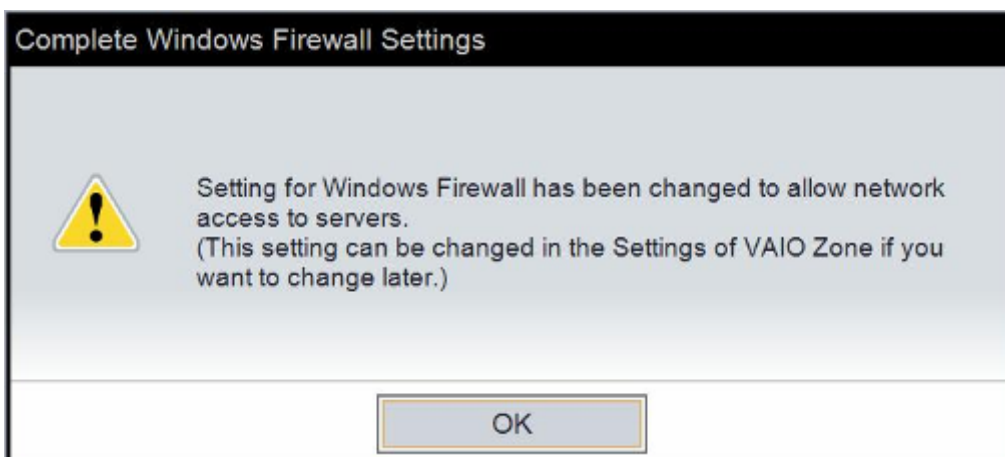 Complete Windows Firewall Settings
Setting for Windows Firewall has been changed to allow network
access to servers.
(This setting can be changed in the Settings of VAIO Zone if you
want to change later.)
OK